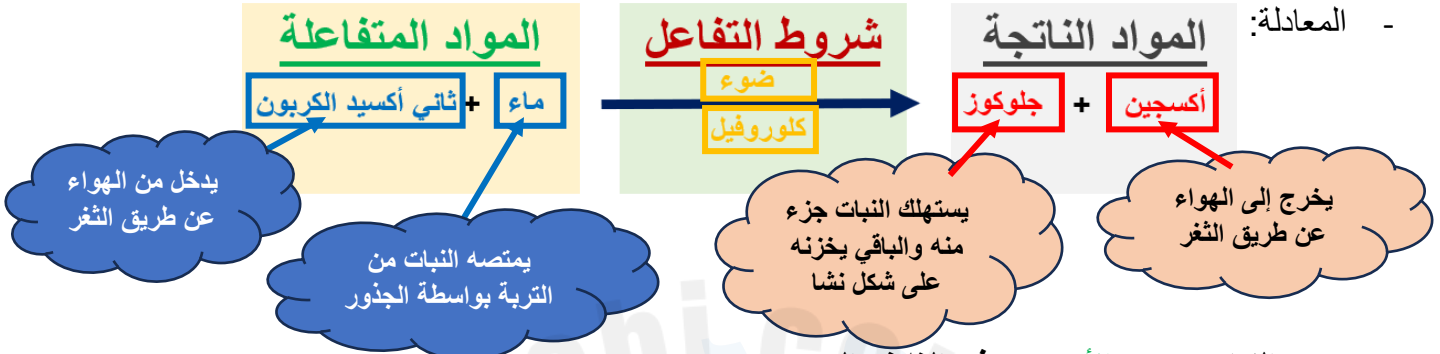 - المعادلة:
المواد المتفاعلة
شروط التفاعل
المواد الناتجة
ثاني أكسيد الكربون + ماء
ضوء
كلوروفيل
جلوكوز + أكسجين
يدخل من الهواء
عن طريق الثغر
يمتصه النبات من
التربة بواسطة الجذور
يستهلك النبات جزء
منه والباقي يخزنه
على شكل نشا
يخرج إلى الهواء
عن طريق الثغر